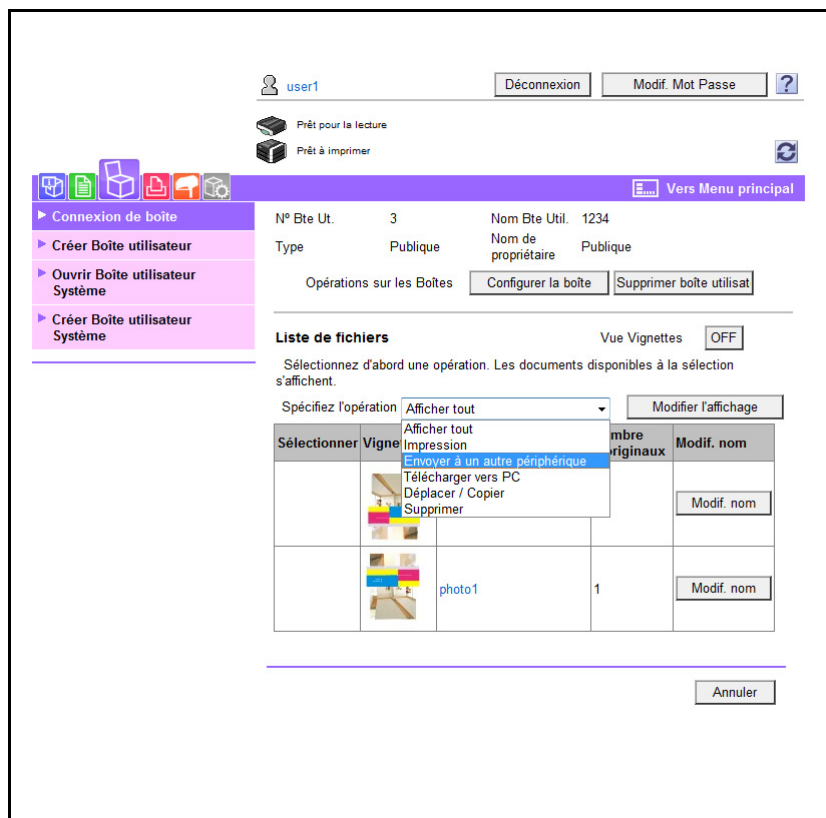 user1
Déconnexion
Modif. Mot Passe
?
Prêt pour la lecture
Prêt à imprimer
Vers Menu principal
Connexion de boîte
Créer Boîte utilisateur
Ouvrir Boîte utilisateur
Système
Créer Boîte utilisateur
Système
Nº Bte Ut. 3 Nom Bte Util. 1234
Type Publique Nom de
propriétaire Publique
Opérations sur les Boîtes Configurer la boîte Supprimer boîte utilisat
Liste de fichiers Vue Vignettes OFF
Sélectionnez d'abord une opération. Les documents disponibles à la sélection
s'affichent.
Spécifiez l'opération Afficher tout Modifier l'affichage
Afficher tout
Impression
Envoyer à un autre périphérique
Télécharger vers PC
Déplacer / Copier
Supprimer
Sélectionner Vigne mbre
riginaux Modif. nom
Modif. nom
photo1 1 Modif. nom
Annuler